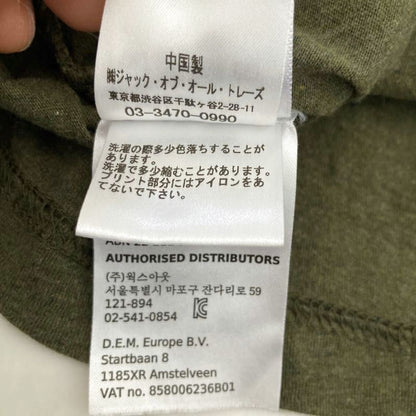 中国製
㈱ジャック・オブ・オール・トレーズ
東京都渋谷区千駄ヶ谷2-28-11
03-3470-0990
洗濯の際多少色落ちすることが
あります。
洗濯で多少縮むことがあります。
プリント部分にはアイロンをあ
てないで下さい。
AUTHORISED DISTRIBUTORS
(주)웍스아웃
서울특별시 마포구 잔다리로 59
121-894
02-541-0854
D.E.M. Europe B.V.
Startbaan 8
1185XR Amstelveen
VAT no. 858006236B01